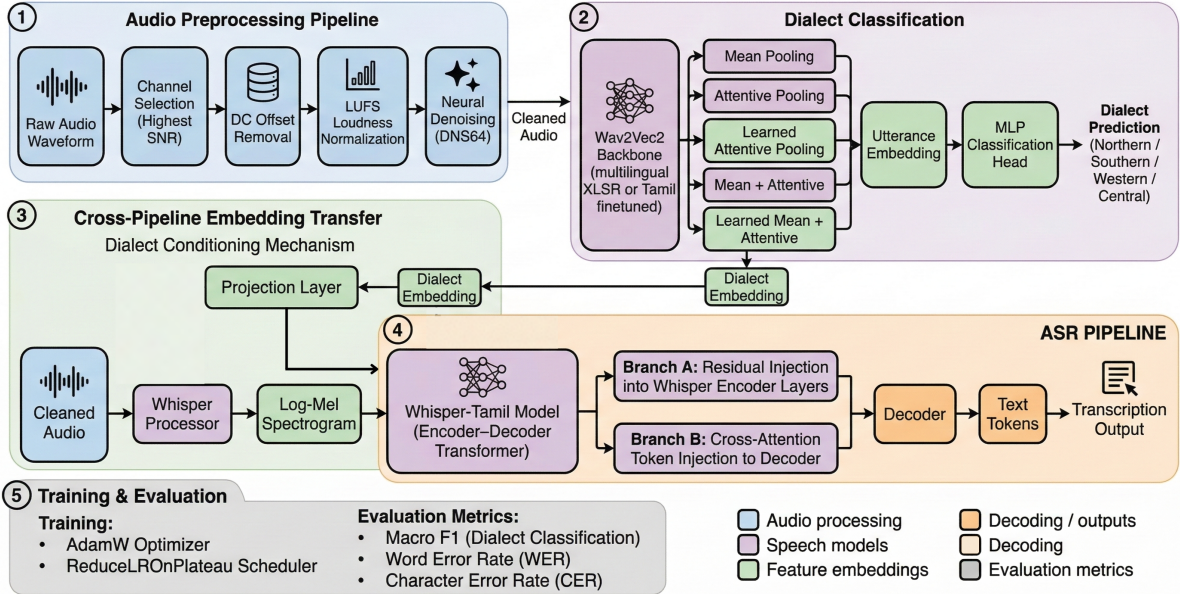 1
Audio Preprocessing Pipeline
Raw Audio
Waveform
Channel
Selection
(Highest
SNR)
DC Offset
Removal
LUFS
Loudness
Normalization
Neural
Denoising
(DNS64)
Cleaned
Audio
2
Dialect Classification
Wav2Vec2
Backbone
(multilingual
XLSR or Tamil
finetuned)
Mean Pooling
Attentive Pooling
Learned
Attentive Pooling
Mean + Attentive
Learned Mean +
Attentive
Utterance
Embedding
MLP
Classification
Head
Dialect
Prediction
(Northern /
Southern /
Western /
Central)
3
Cross-Pipeline Embedding Transfer
Dialect Conditioning Mechanism
Projection Layer
Dialect
Embedding
Dialect
Embedding
Cleaned
Audio
Whisper
Processor
Log-Mel
Spectrogram
4
ASR PIPELINE
Whisper-Tamil Model
(Encoder–Decoder
Transformer)
Branch A: Residual Injection
into Whisper Encoder Layers
Branch B: Cross-Attention
Token Injection to Decoder
Decoder
Text
Tokens
Transcription
Output
5
Training & Evaluation
Training:
• AdamW Optimizer
• ReduceLROnPlateau Scheduler
Evaluation Metrics:
• Macro F1 (Dialect Classification)
• Word Error Rate (WER)
• Character Error Rate (CER)
Audio processing
Speech models
Feature embeddings
Decoding / outputs
Decoding
Evaluation metrics